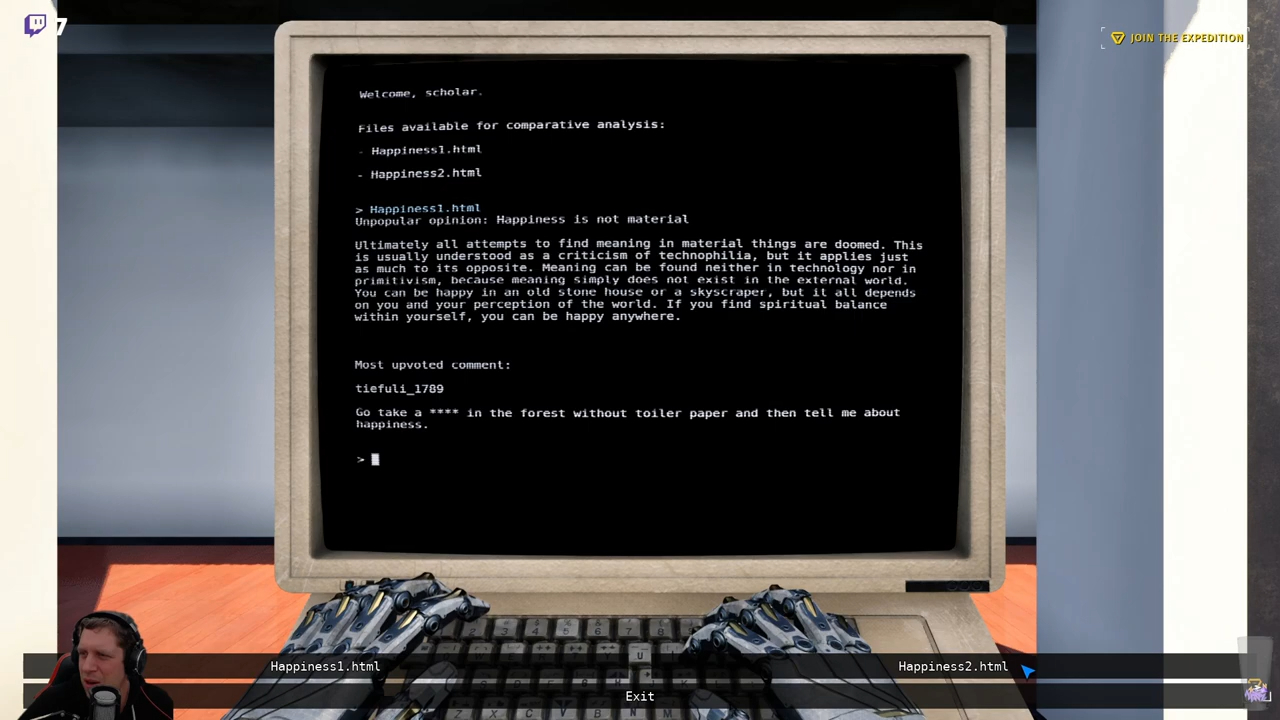 7
JOIN THE EXPEDITION
Welcome, scholar.
Files available for comparative analysis:
- Happiness1.html
- Happiness2.html
> Happiness1.html
Unpopular opinion: Happiness is not material
Ultimately all attempts to find meaning in material things are doomed. This
is usually understood as a criticism of technophilia, but it applies just
as much to its opposite. Meaning can be found neither in technology nor in
primitivism, because meaning simply does not exist in the external world.
You can be happy in an old stone house or a skyscraper, but it all depends
on you and your perception of the world. If you find spiritual balance
within yourself, you can be happy anywhere.
Most upvoted comment:
tiefuli_1789
Go take a **** in the forest without toiler paper and then tell me about
happiness.
>
Happiness1.html
Happiness2.html
Exit